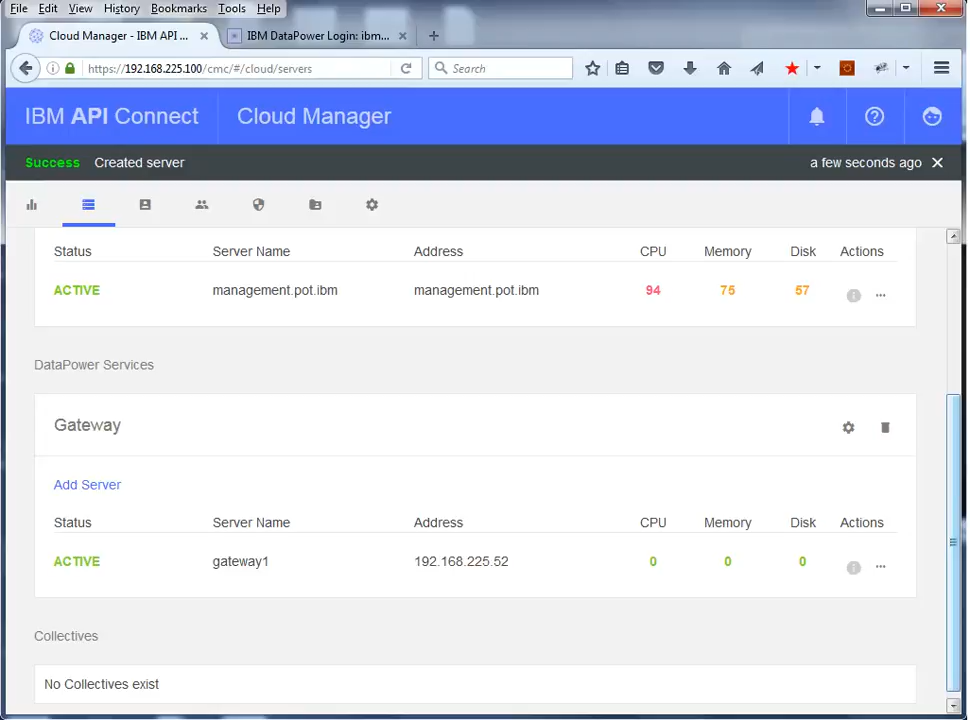 File Edit View History Bookmarks Tools Help
Cloud Manager - IBM API ...
IBM DataPower Login: ibm...
https://192.168.225.100/cmc/#/cloud/servers
Search
IBM API Connect Cloud Manager
Success Created server a few seconds ago
Status Server Name Address CPU Memory Disk Actions
ACTIVE management.pot.ibm management.pot.ibm 94 75 57
DataPower Services
Gateway
Add Server
Status Server Name Address CPU Memory Disk Actions
ACTIVE gateway1 192.168.225.52 0 0 0
Collectives
No Collectives exist